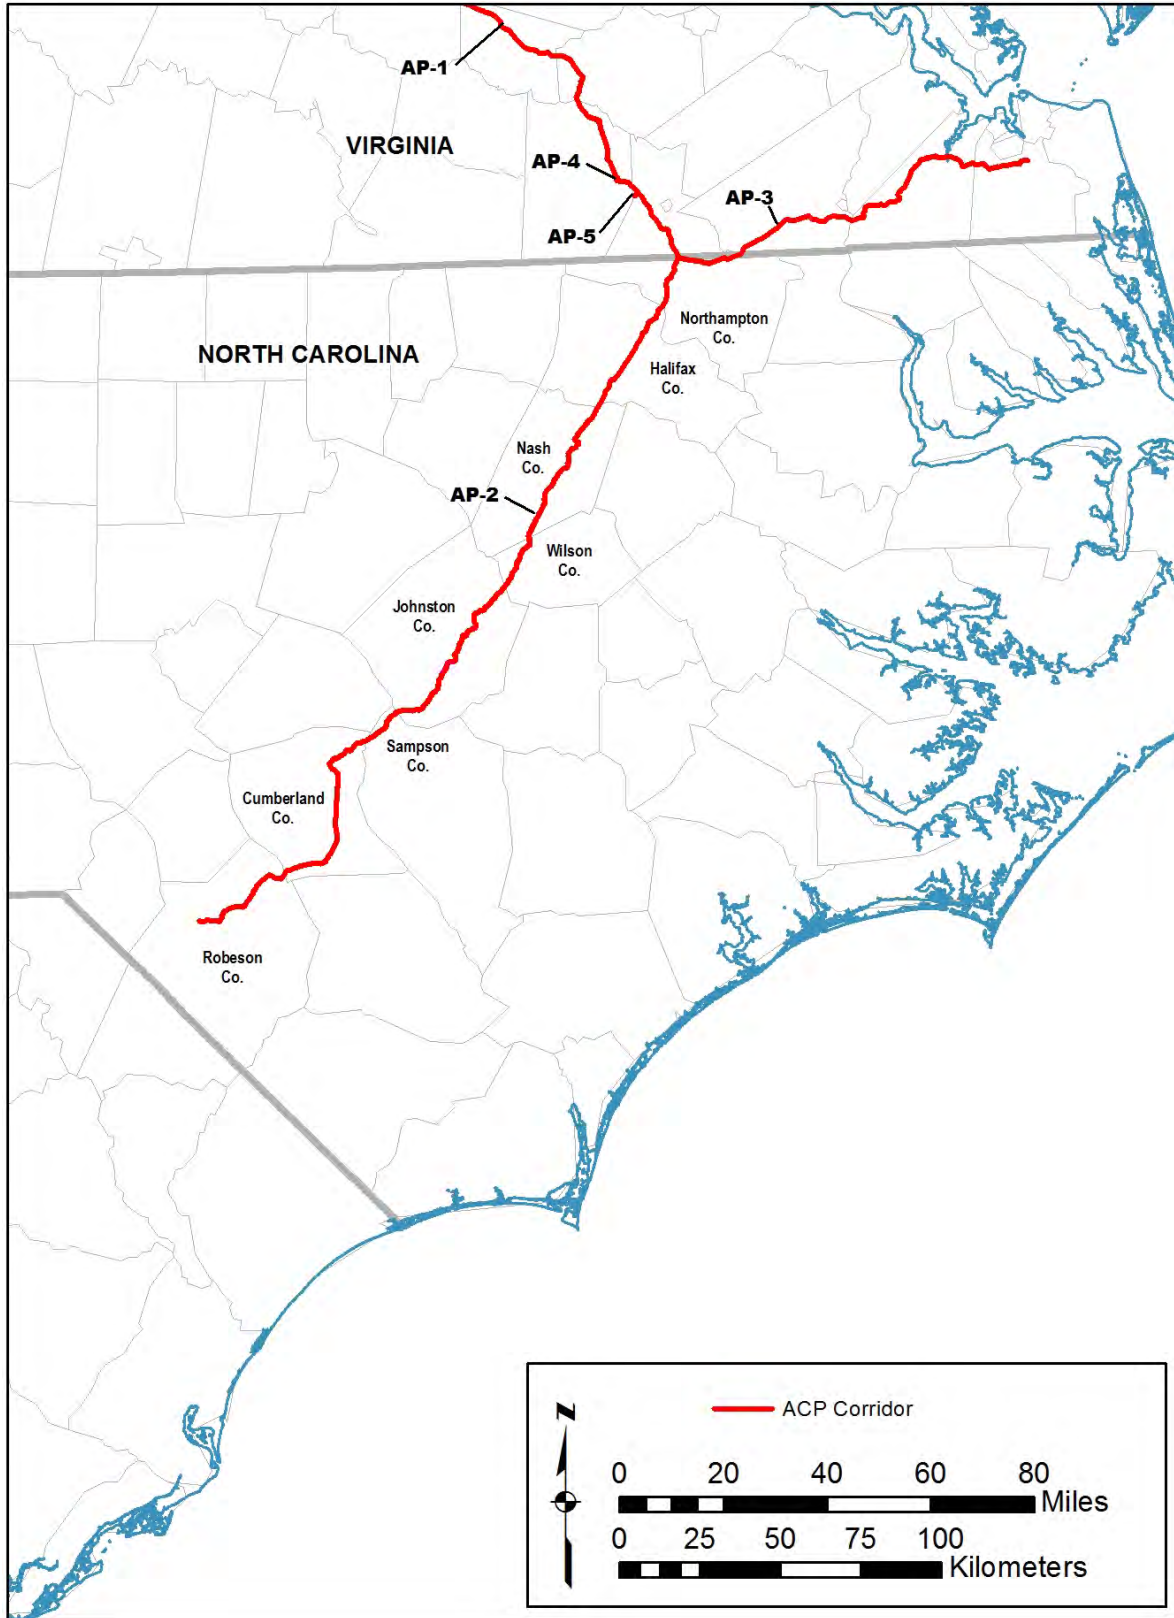 AP-1
VIRGINIA
AP-4
AP-3
AP-5
Northampton
Co.
NORTH CAROLINA
Halifax
Co.
Nash
Co.
AP-2
Wilson
Co.
Johnston
Co.
Sampson
Co.
Cumberland
Co.
Robeson
Co.
N
ACP Corridor
0 20 40 60 80
Miles
0 25 50 75 100
Kilometers